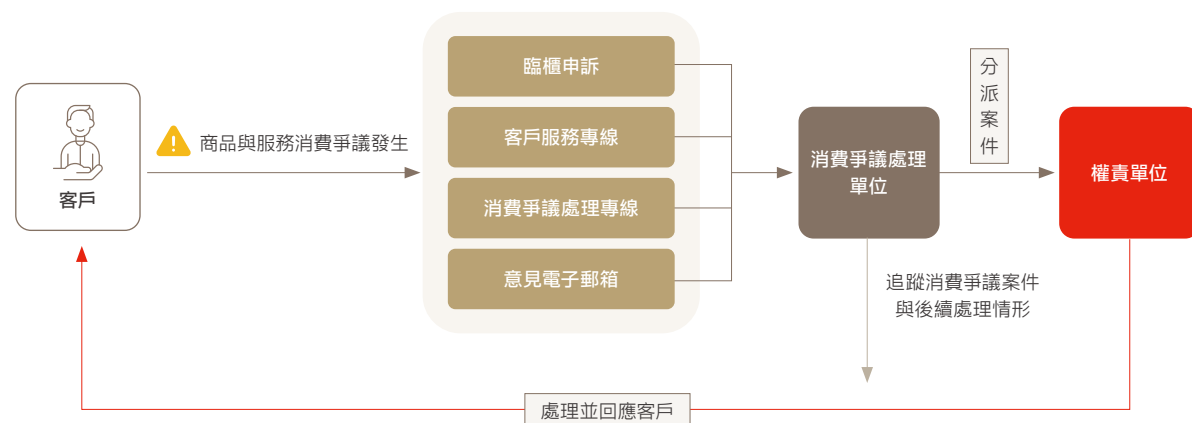 客戶
商品與服務消費爭議發生
臨櫃申訴
客戶服務專線
消費爭議處理專線
意見電子郵箱
消費爭議處理
單位
分派案件
權責單位
追蹤消費爭議案件
與後續處理情形
處理並回應客戶